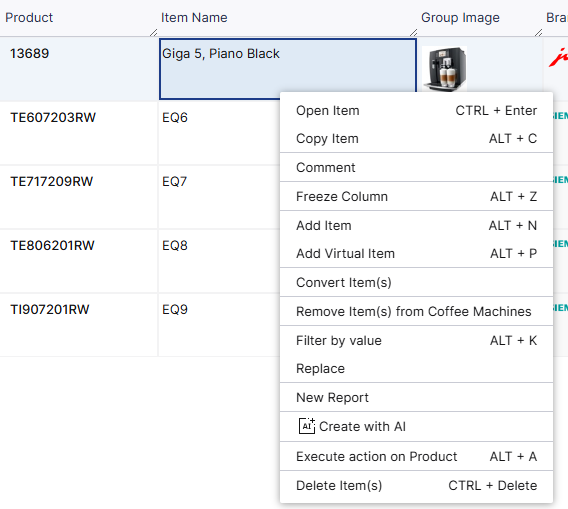 Product Item Name Group Image Bra
13689 Giga 5, Piano Black
Open Item CTRL + Enter
TE607203RW EQ6
Copy Item ALT + C
Comment
TE717209RW EQ7
Freeze Column ALT + Z
Add Item ALT + N
TE806201RW EQ8
Add Virtual Item ALT + P
Convert Item(s)
TI907201RW EQ9
Remove Item(s) from Coffee Machines
Filter by value ALT + K
Replace
New Report
AI Create with AI
Execute action on Product ALT + A
Delete Item(s) CTRL + Delete